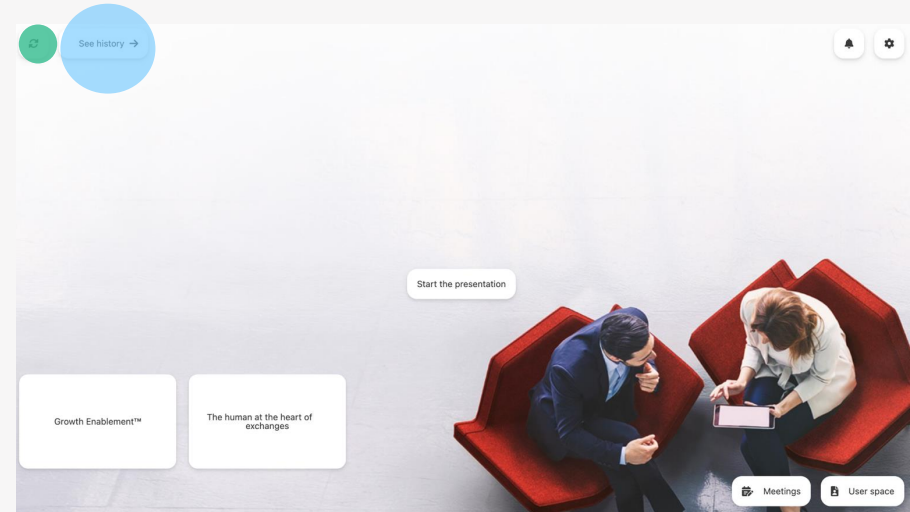 See history
Start the presentation
Growth Enablement™
The human at the heart of
exchanges
Meetings
User space